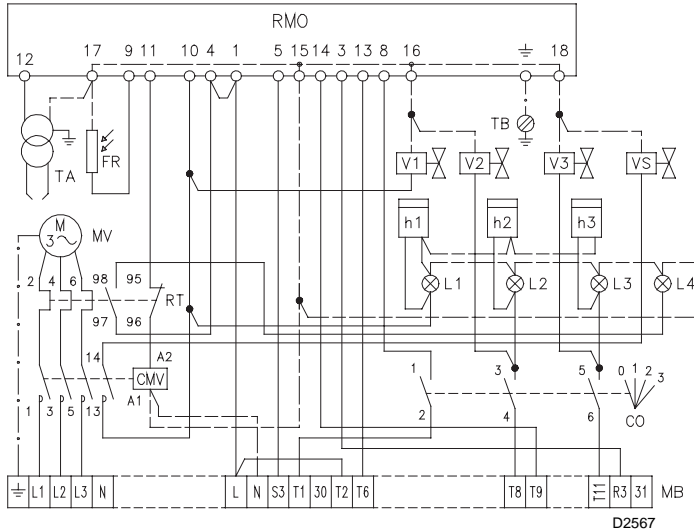 RMO
12 17 9 11 10 4 1 5 15 14 3 13 8 16 18
TB
FR
TA
V1 V2 V3 VS
h1 h2 h3
M
3
MV
2 4 6 98 95
L1 L2 L3 L4
RT
97 96
14 A2
CMV
1 3 5 0 1 2 3
A1
1 3 5 13
2 4 6 CO
L1 L2 L3 N L N S3 T1 30 T2 T6 T8 T9 T11 R3 31 MB
D2567